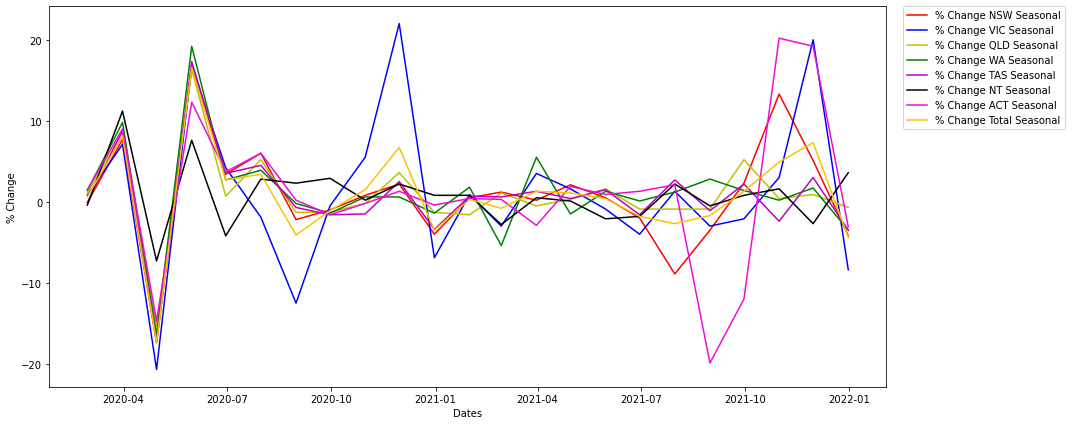 % Change NSW Seasonal
% Change VIC Seasonal
% Change QLD Seasonal
% Change WA Seasonal
% Change TAS Seasonal
% Change NT Seasonal
% Change ACT Seasonal
% Change Total Seasonal
% Change
20
10
0
−10
−20
2020-04 2020-07 2020-10 2021-01 2021-04 2021-07 2021-10 2022-01
Dates